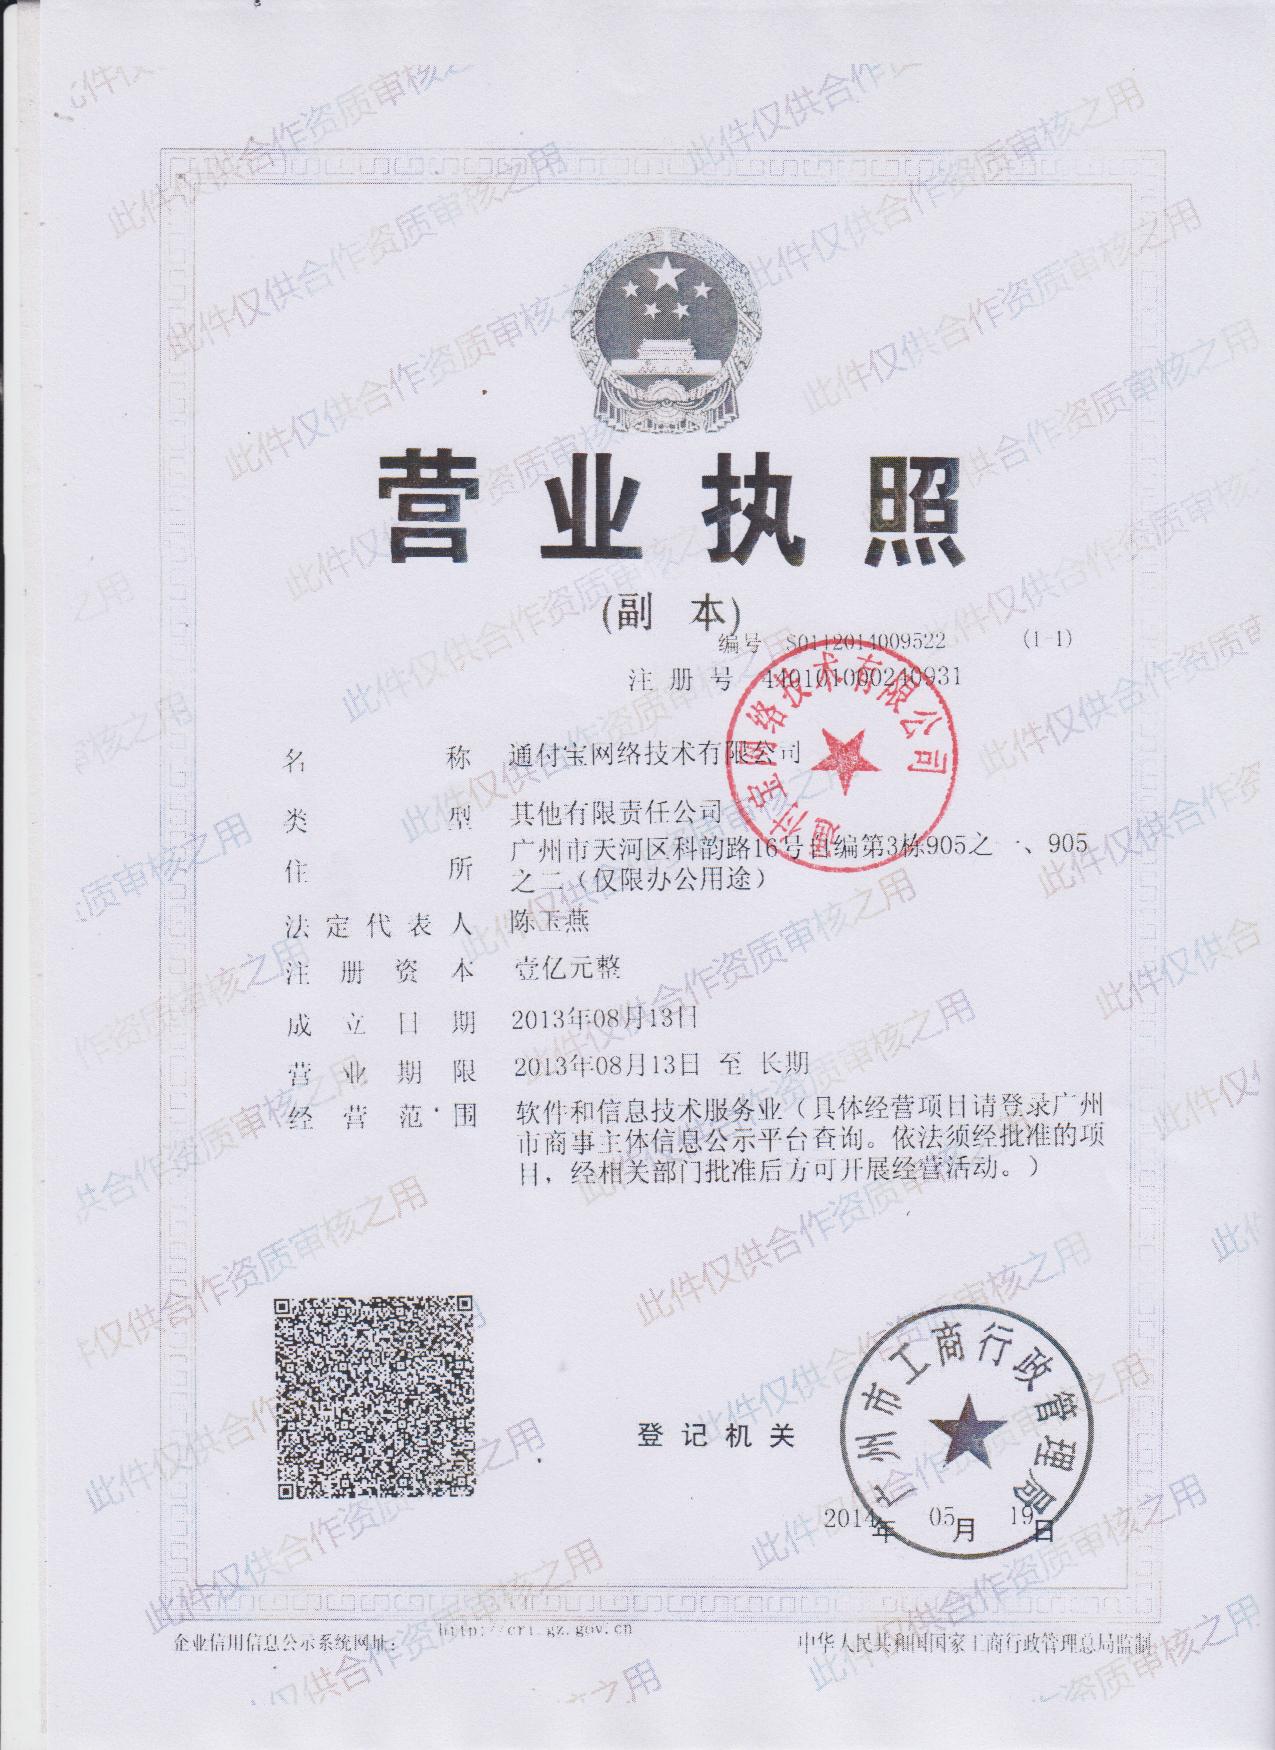 营业执照
(副 本)
编号 S0112014009522 (1-1)
注册号 440101000240931
名称 通付宝网络技术有限公司
类型 其他有限责任公司
住所 广州市天河区科韵路16号自编第3栋905之一、905
之二（仅限办公用途）
法定代表人 陈玉燕
注册资本 壹亿元整
成立日期 2013年08月13日
营业期限 2013年08月13日 至 长期
经营范围 软件和信息技术服务业（具体经营项目请登录广州
市商事主体信息公示平台查询。依法须经批准的项
目，经相关部门批准后方可开展经营活动。）
通付宝网络技术有限公司
登记机关
广州市工商行政管理局
2014年 05月 19日
企业信用信息公示系统网址： http://cri.gz.gov.cn
中华人民共和国国家工商行政管理总局监制
此件仅供合作资质审核之用